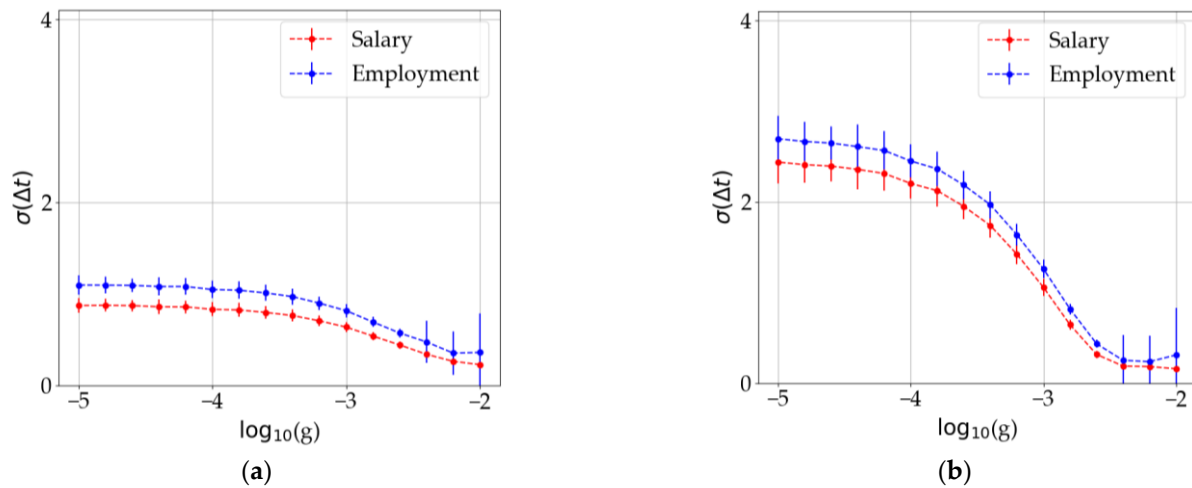 4
2
0
σ(Δt)
Salary
Employment
−5
−4
−3
−2
log₁₀(g)
(a)
4
2
0
σ(Δt)
Salary
Employment
−5
−4
−3
−2
log₁₀(g)
(b)